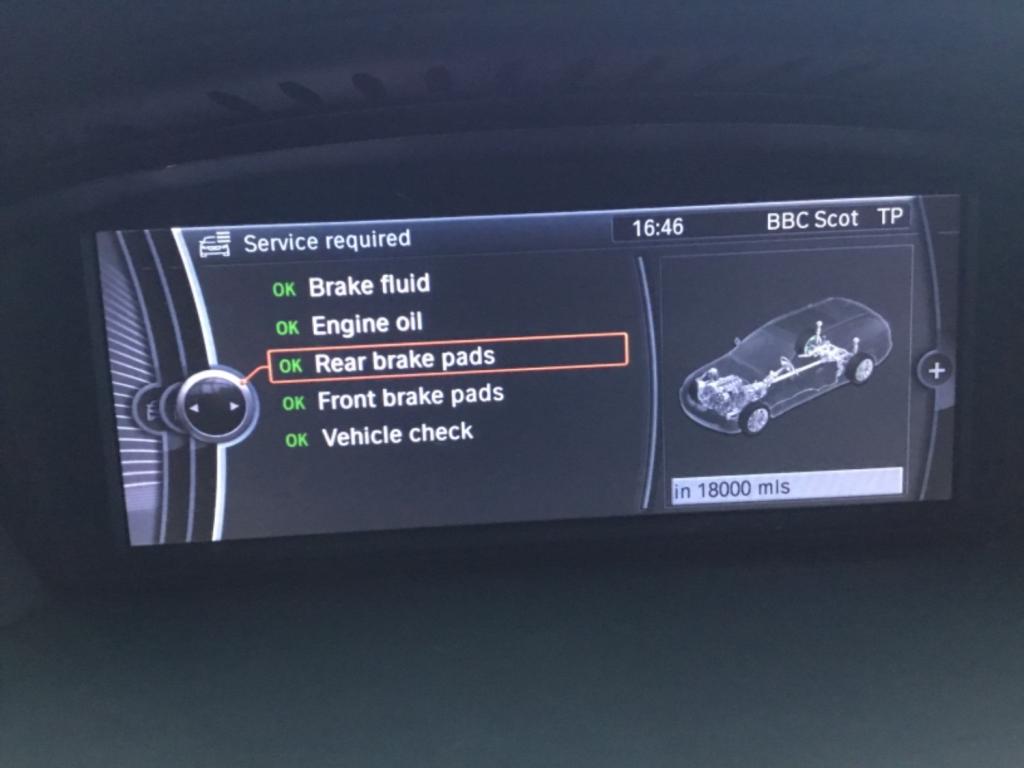 Service required
16:46
BBC Scot TP
OK Brake fluid
OK Engine oil
OK Rear brake pads
OK Front brake pads
OK Vehicle check
in 18000 mls